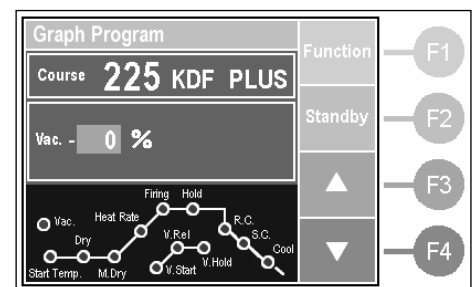 Graph Program
Function
F1
Course 225 KDF PLUS
Standby
F2
Vac. - 0 %
F3
Firing Hold
Vac. Heat Rate R.C.
Dry V.Rel S.C.
Cool
V.Hold
Start Temp. M.Dry V.Start
F4